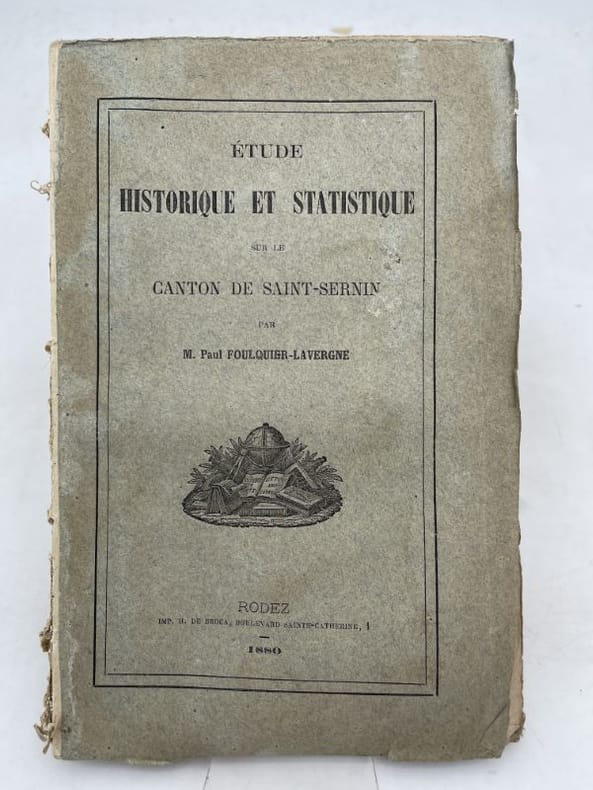 ÉTUDE
HISTORIQUE ET STATISTIQUE
SUR LE
CANTON DE SAINT-SERNIN
PAR
M. Paul FOULQUIER-LAVERGNE
RODEZ
IMP. H. DE BROCA, BOULEVARD SAINTE-CATHERINE, 1
1880